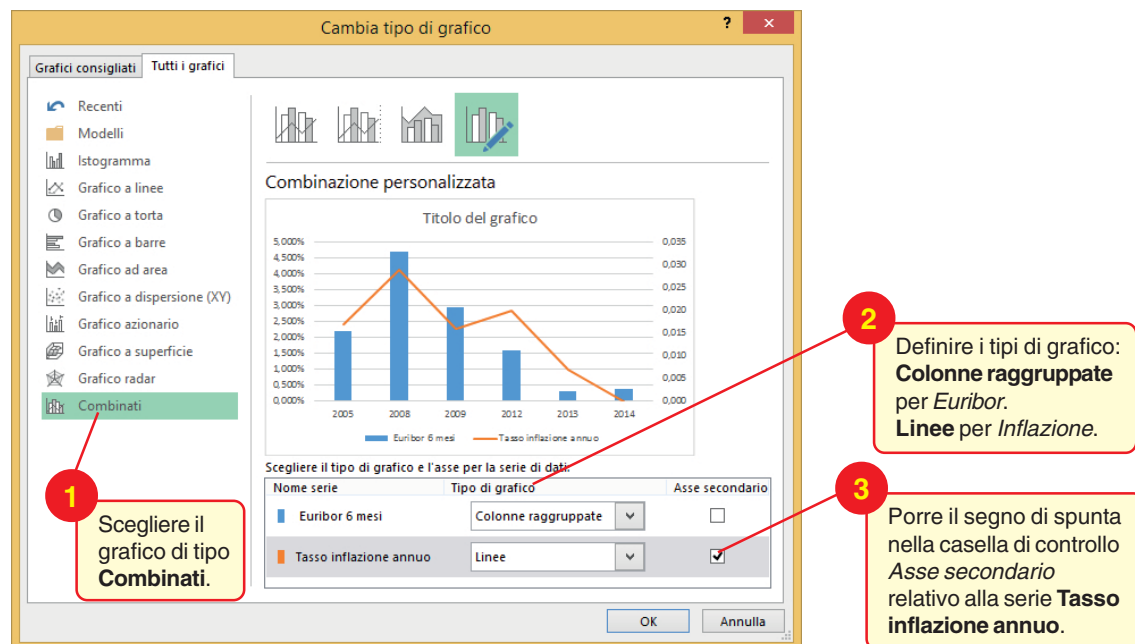 Cambia tipo di grafico
? ×
Grafici consigliati
Tutti i grafici
Recenti
Modelli
Istogramma
Grafico a linee
Grafico a torta
Grafico a barre
Grafico ad area
Grafico a dispersione (XY)
Grafico azionario
Grafico a superficie
Grafico radar
Combinati
Combinazione personalizzata
Titolo del grafico
5,000% 0,035
4,500%
4,000% 0,030
3,500% 0,025
3,000% 0,020
2,500%
2,000% 0,015
1,500% 0,010
1,000%
0,500% 0,005
0,000% 0,000
2005 2008 2009 2012 2013 2014
Euribor 6 mesi Tasso inflazione annuo
Scegliere il tipo di grafico e l'asse per la serie di dati:
Nome serie Tipo di grafico Asse secondario
Euribor 6 mesi Colonne raggruppate
Tasso inflazione annuo Linee
OK Annulla
1
Scegliere il
grafico di tipo
Combinati.
2
Definire i tipi di grafico:
Colonne raggruppate
per Euribor.
Linee per Inflazione.
3
Porre il segno di spunta
nella casella di controllo
Asse secondario
relativo alla serie Tasso
inflazione annuo.